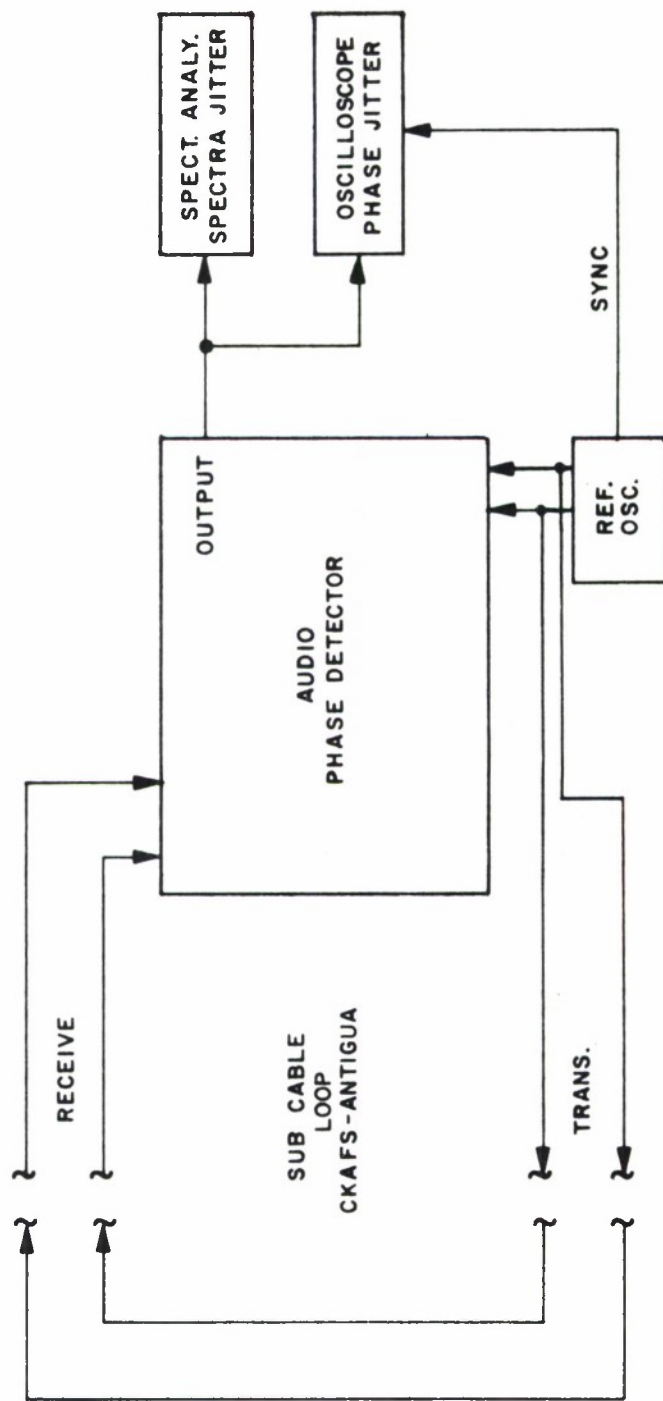 SPECT. ANALY.
SPECTRA JITTER
OSCILLOSCOPE
PHASE JITTER
SYNC
OUTPUT
AUDIO
PHASE DETECTOR
REF.
OSC.
RECEIVE
SUB CABLE
LOOP
CKAFS-ANTIGUA
TRANS.